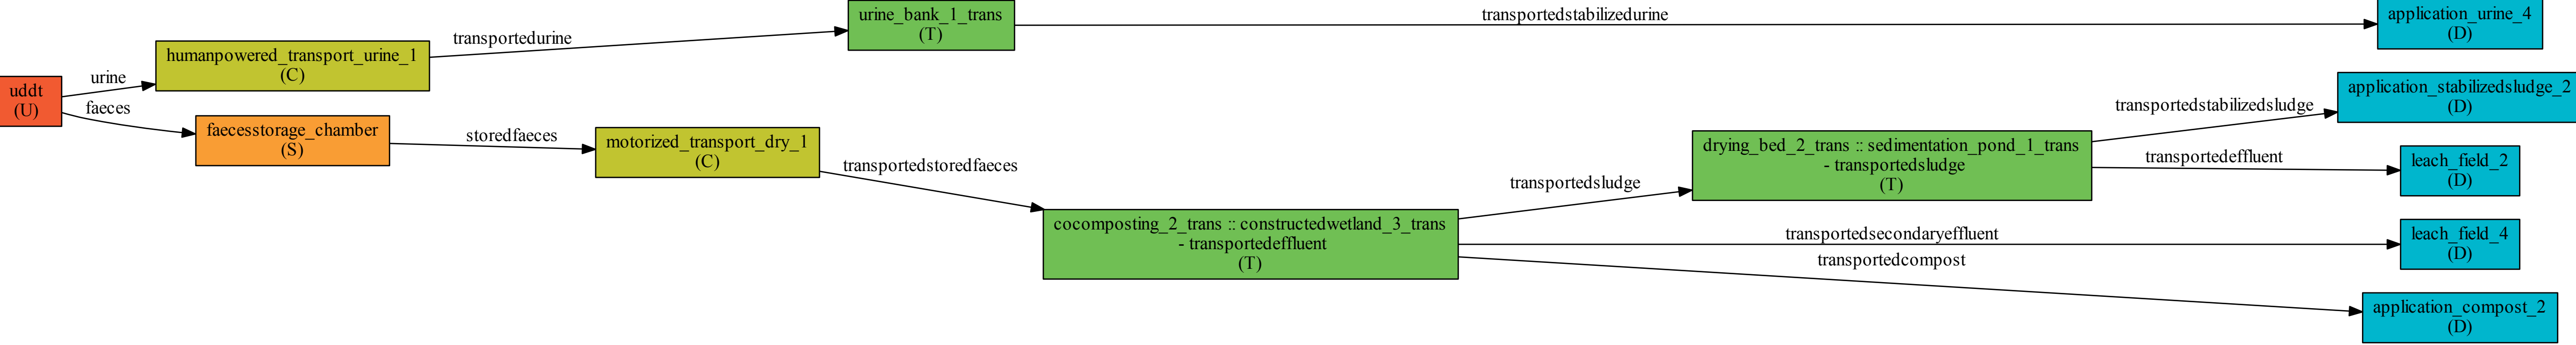 uddt
(U)
urine
faeces
humanpowered_transport_urine_1
(C)
faecesstorage_chamber
(S)
transportedurine
storedfaeces
motorized_transport_dry_1
(C)
urine_bank_1_trans
(T)
transportedstoredfaeces
cocomposting_2_trans :: constructedwetland_3_trans
- transportedeffluent
(T)
transportedstabilizedurine
transportedsludge
transportedsecondaryeffluent
transportedcompost
drying_bed_2_trans :: sedimentation_pond_1_trans
- transportedsludge
(T)
transportedstabilizedsludge
transportedeffluent
application_urine_4
(D)
application_stabilizedsludge_2
(D)
leach_field_2
(D)
leach_field_4
(D)
application_compost_2
(D)